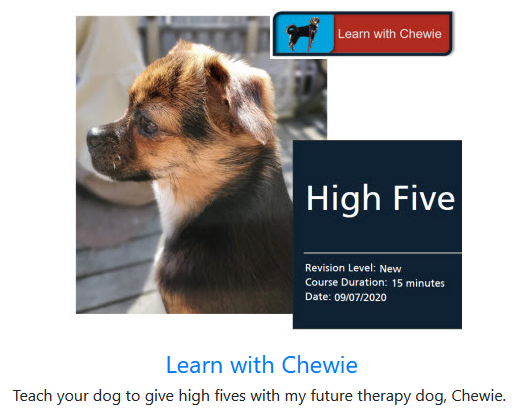 Learn with Chewie
High Five
Revision Level: New
Course Duration: 15 minutes
Date: 09/07/2020
Learn with Chewie
Teach your dog to give high fives with my future therapy dog, Chewie.